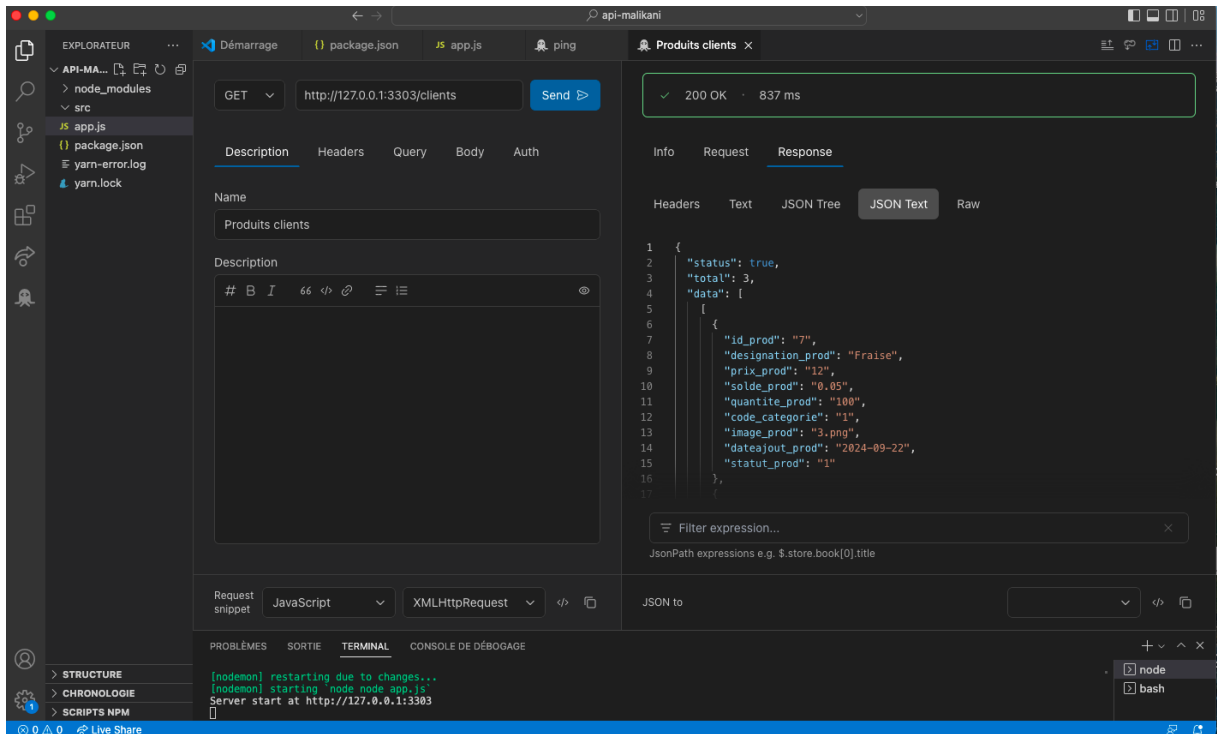 api-malikani
EXPLORATEUR
Démarrage
{} package.json
JS app.js
ping
Produits clients
API-MA...
node_modules
src
JS app.js
{} package.json
yarn-error.log
yarn.lock
GET
http://127.0.0.1:3303/clients
Send
200 OK · 837 ms
Description Headers Query Body Auth
Info Request Response
Name
Produits clients
Headers Text JSON Tree JSON Text Raw
Description
# B I 66 </>
1 {
2 "status": true,
3 "total": 3,
4 "data": [
5 [
6 {
7 "id_prod": "7",
8 "designation_prod": "Fraise",
9 "prix_prod": "12",
10 "solde_prod": "0.05",
11 "quantite_prod": "100",
12 "code_categorie": "1",
13 "image_prod": "3.png",
14 "dateajout_prod": "2024-09-22",
15 "statut_prod": "1"
16 },
17 {
Filter expression...
JsonPath expressions e.g. $.store.book[0].title
Request snippet
JavaScript
XMLHttpRequest
</>
JSON to
</>
PROBLÈMES SORTIE TERMINAL CONSOLE DE DÉBOGAGE
[nodemon] restarting due to changes...
[nodemon] starting `node node app.js`
Server start at http://127.0.0.1:3303
node
bash
STRUCTURE
CHRONOLOGIE
SCRIPTS NPM
1
0 0 Live Share